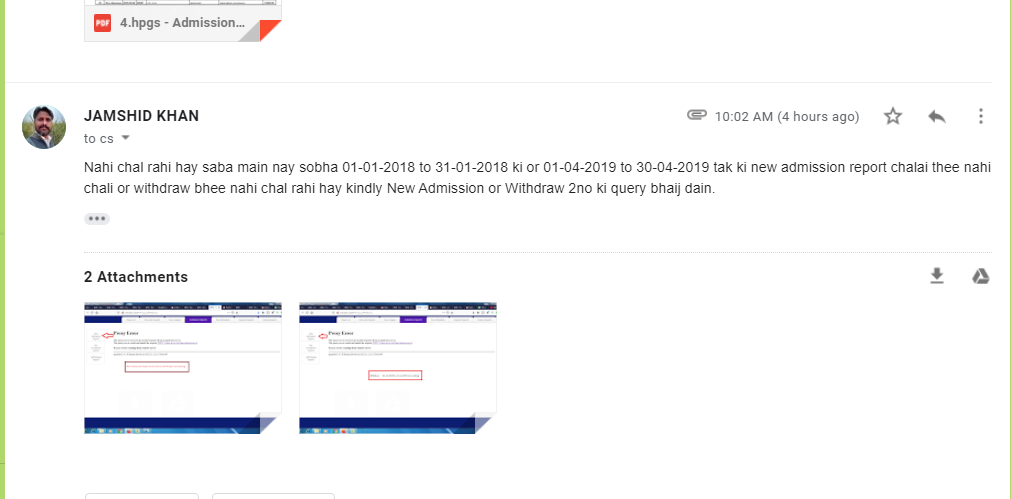 PDF 4.hpgs - Admission...
JAMSHID KHAN 10:02 AM (4 hours ago)
to cs
Nahi chal rahi hay saba main nay sobha 01-01-2018 to 31-01-2018 ki or 01-04-2019 to 30-04-2019 tak ki new admission report chalai thee nahi
chali or withdraw bhee nahi chal rahi hay kindly New Admission or Withdraw 2no ki query bhaij dain.
2 Attachments
Proxy Error
Proxy Error